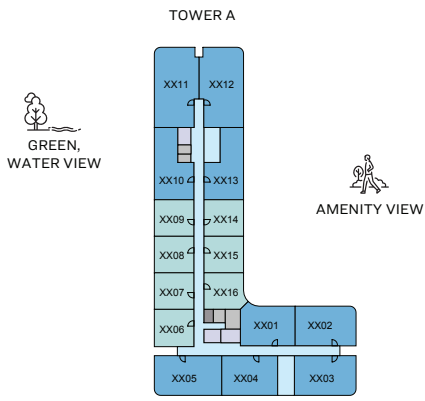 TOWER A
XX11 XX12
GREEN,
WATER VIEW
XX10 XX13
AMENITY VIEW
XX09 XX14
XX08 XX15
XX07 XX16
XX06 XX01 XX02
XX05 XX04 XX03